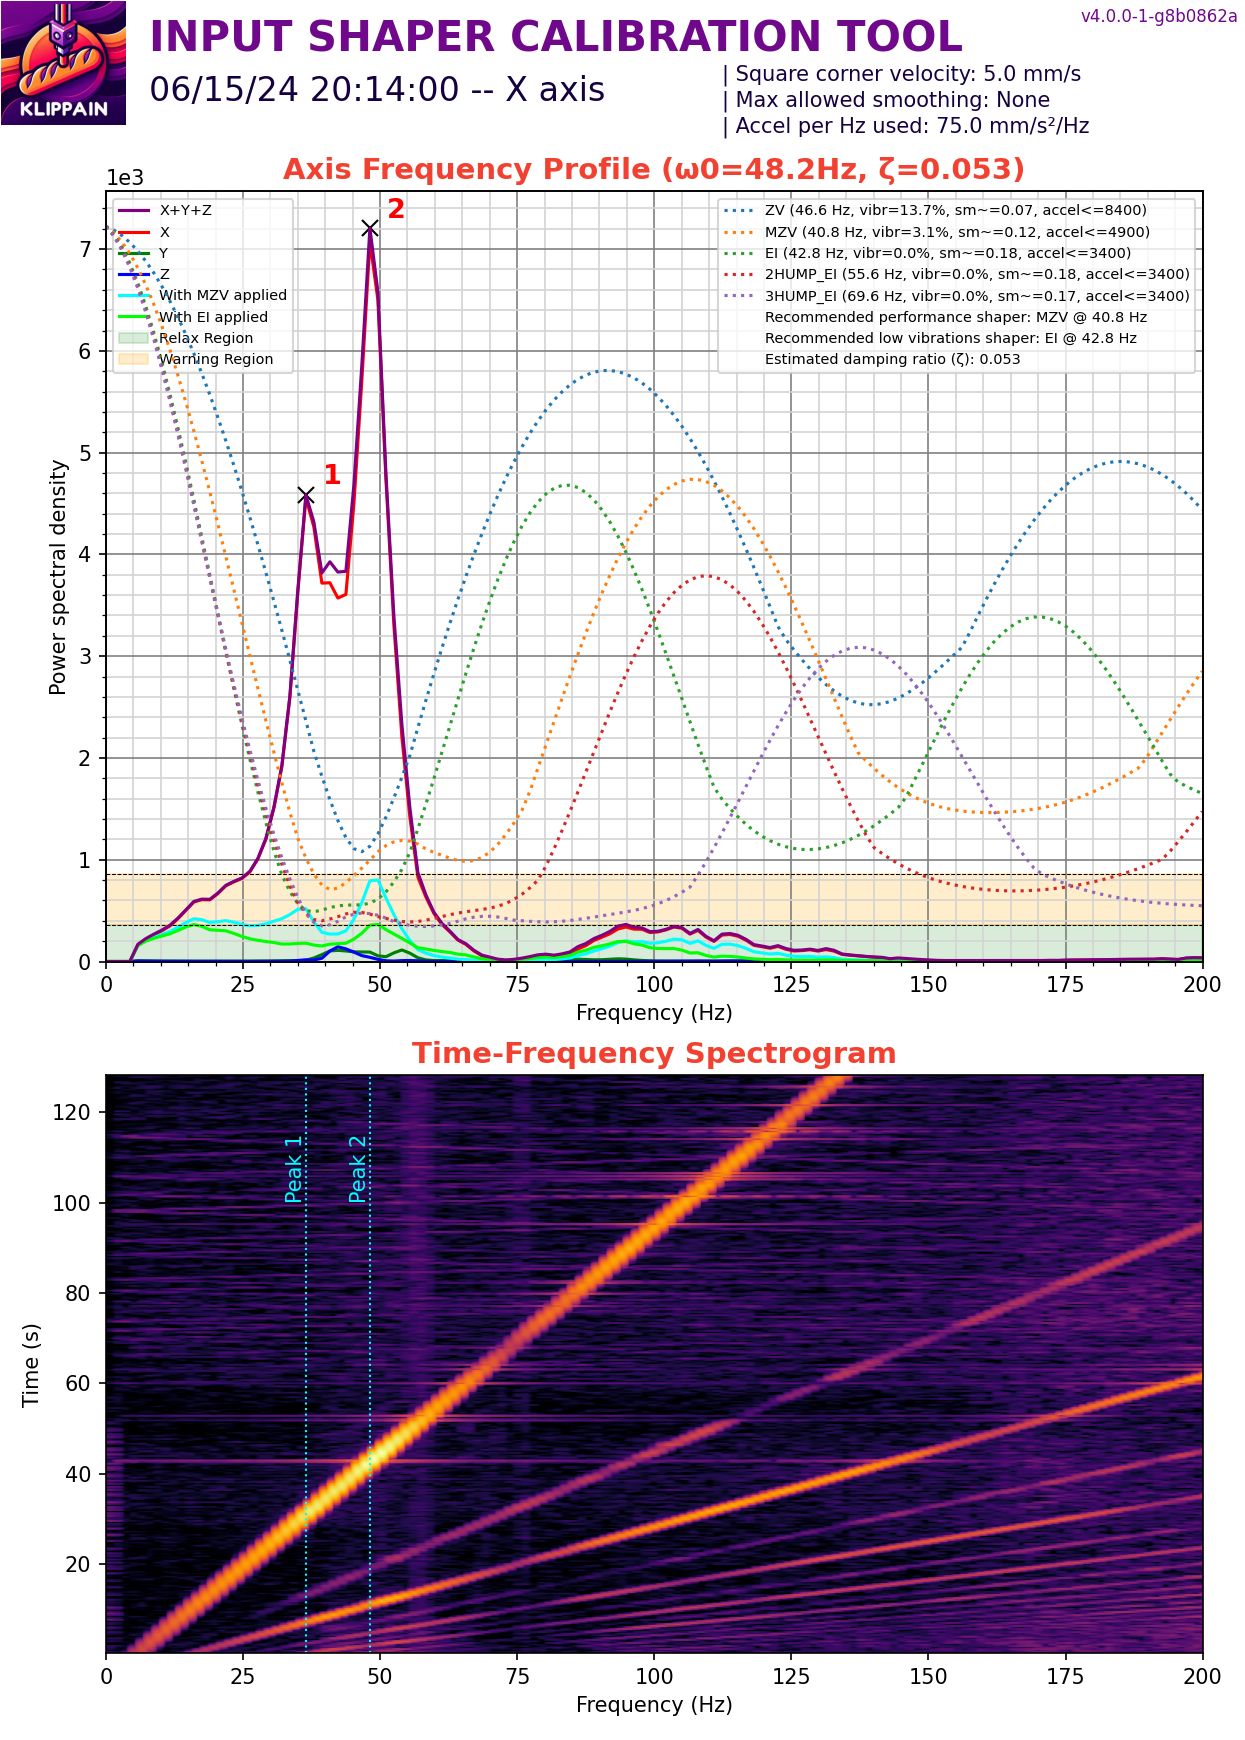 v4.0.0-1-g8b0862a
INPUT SHAPER CALIBRATION TOOL
06/15/24 20:14:00 -- X axis
| Square corner velocity: 5.0 mm/s
| Max allowed smoothing: None
| Accel per Hz used: 75.0 mm/s²/Hz
KLIPPAIN
Axis Frequency Profile (ω0=48.2Hz, ζ=0.053)
1e3
X+Y+Z
X
Y
Z
With MZV applied
With EI applied
Relax Region
Warning Region
2
1
ZV (46.6 Hz, vibr=13.7%, sm~=0.07, accel<=8400)
MZV (40.8 Hz, vibr=3.1%, sm~=0.12, accel<=4900)
EI (42.8 Hz, vibr=0.0%, sm~=0.18, accel<=3400)
2HUMP_EI (55.6 Hz, vibr=0.0%, sm~=0.18, accel<=3400)
3HUMP_EI (69.6 Hz, vibr=0.0%, sm~=0.17, accel<=3400)
Recommended performance shaper: MZV @ 40.8 Hz
Recommended low vibrations shaper: EI @ 42.8 Hz
Estimated damping ratio (ζ): 0.053
Power spectral density
7
6
5
4
3
2
1
0
0 25 50 75 100 125 150 175 200
Frequency (Hz)
Time-Frequency Spectrogram
Peak 1
Peak 2
Time (s)
120
100
80
60
40
20
0 25 50 75 100 125 150 175 200
Frequency (Hz)